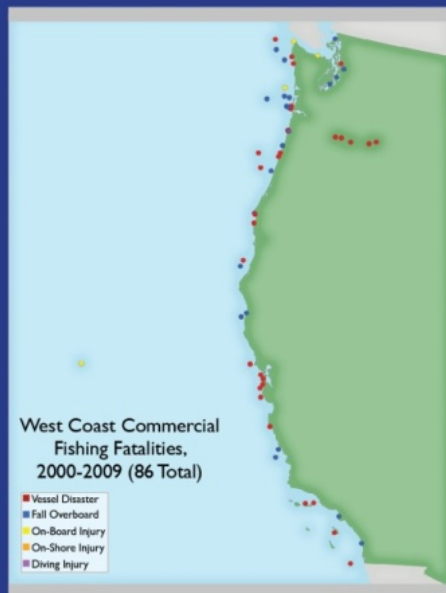 West Coast Commercial
Fishing Fatalities,
2000-2009 (86 Total)
Vessel Disaster
Fall Overboard
On-Board Injury
On-Shore Injury
Diving Injury